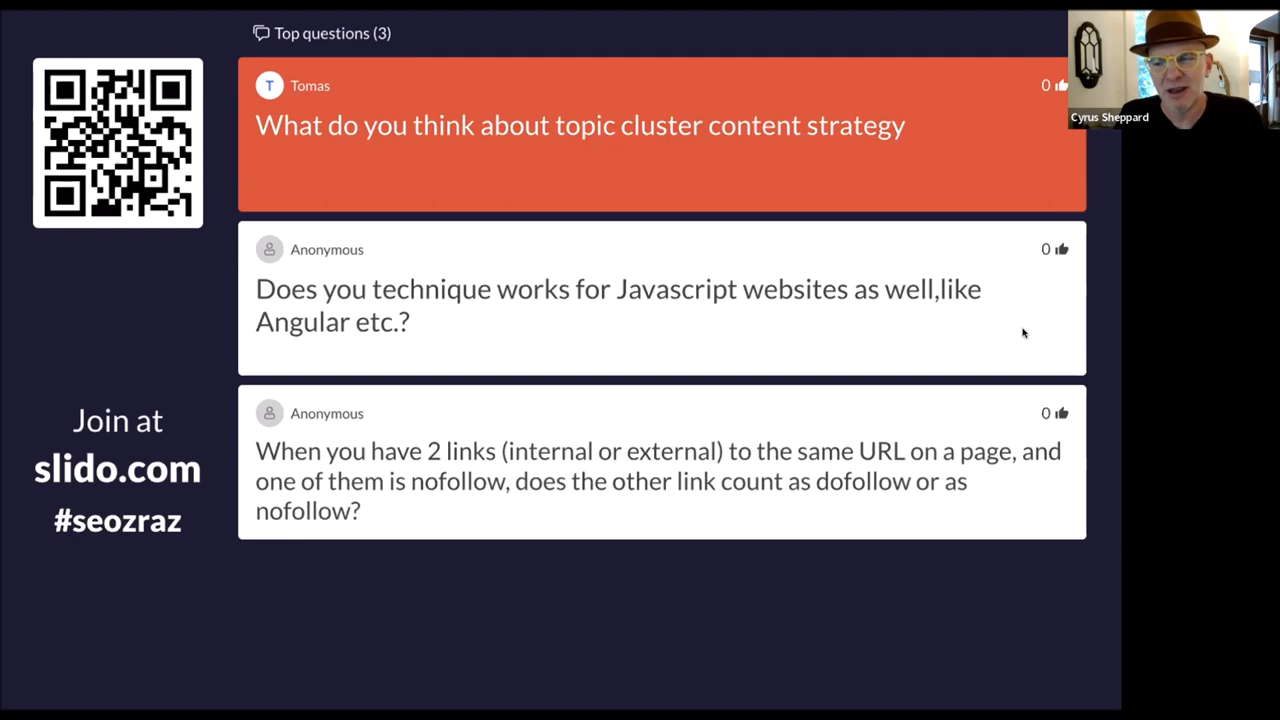 Top questions (3)
T
Tomas
0
What do you think about topic cluster content strategy
Cyrus Sheppard
Anonymous
0
Does you technique works for Javascript websites as well,like
Angular etc.?
Anonymous
0
When you have 2 links (internal or external) to the same URL on a page, and
one of them is nofollow, does the other link count as dofollow or as
nofollow?
Join at
slido.com
#seozraz